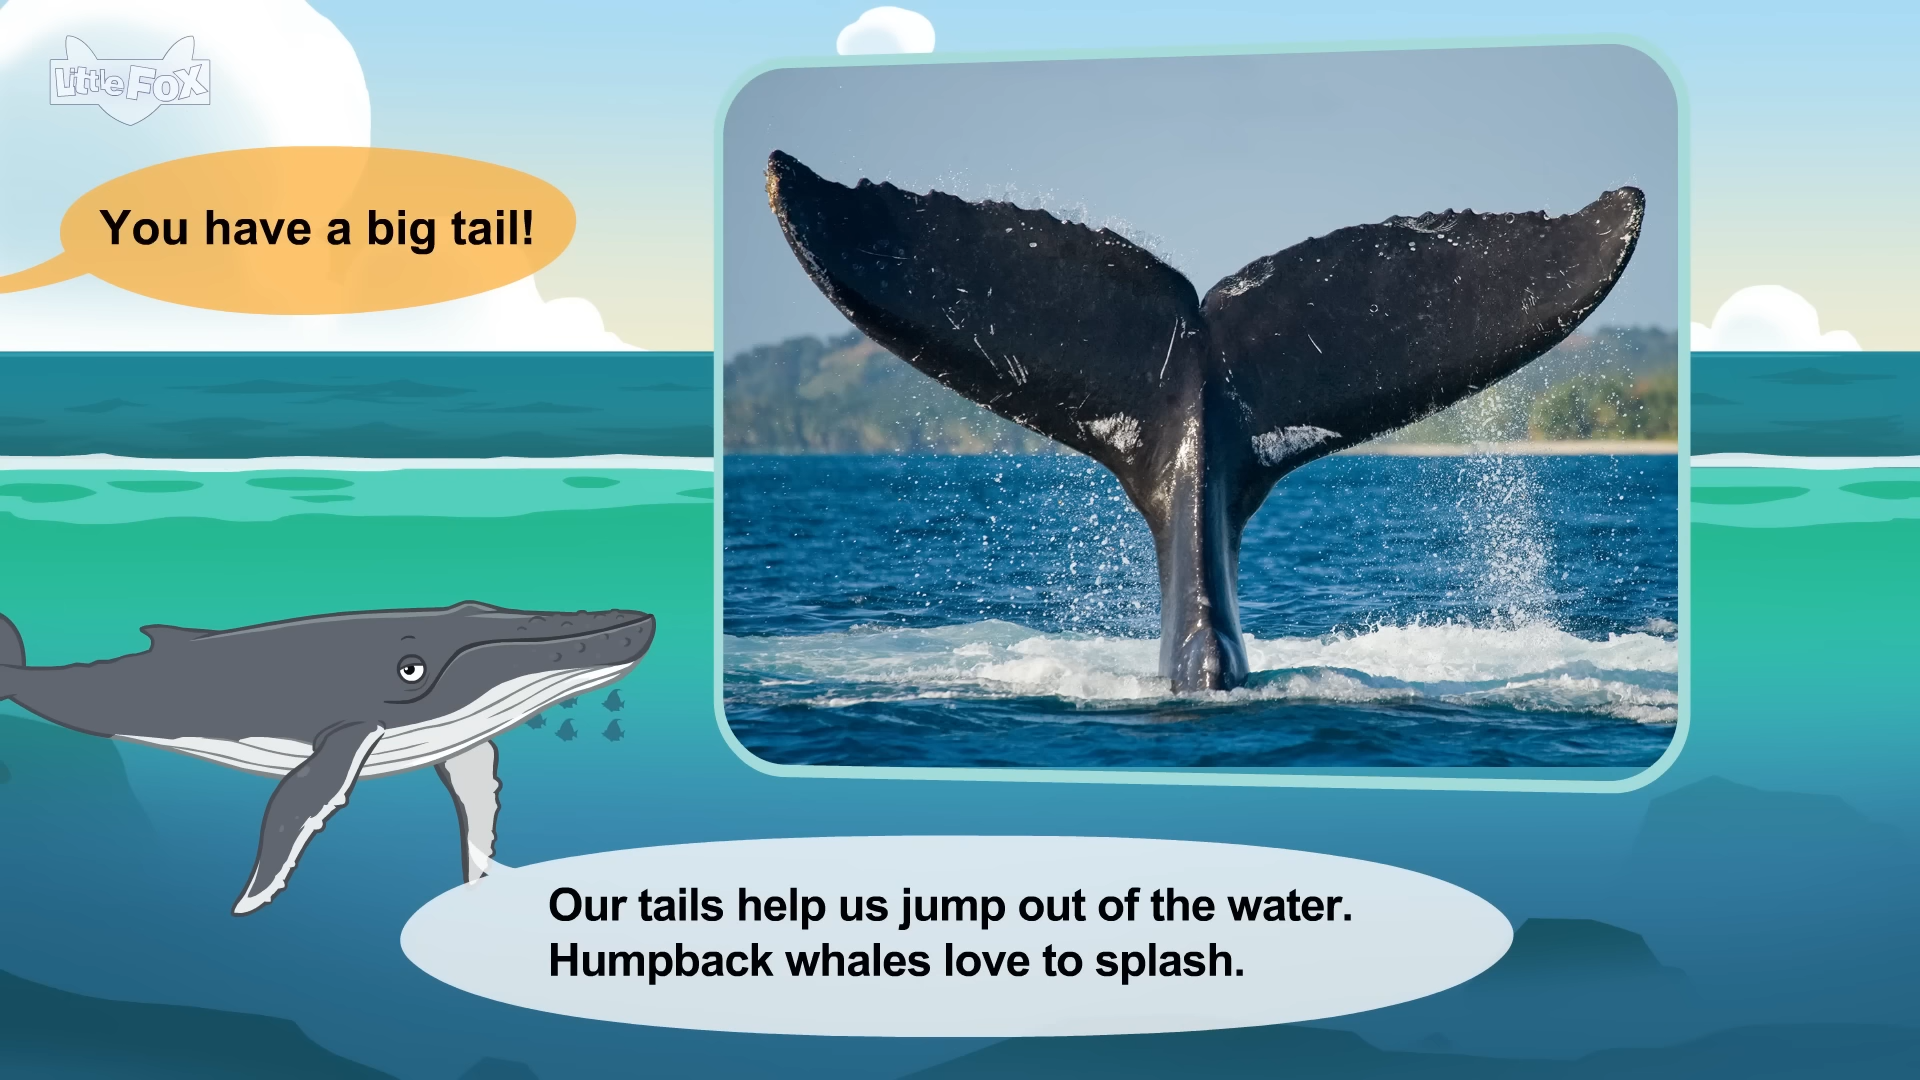 Little Fox
You have a big tail!
Our tails help us jump out of the water.
Humpback whales love to splash.